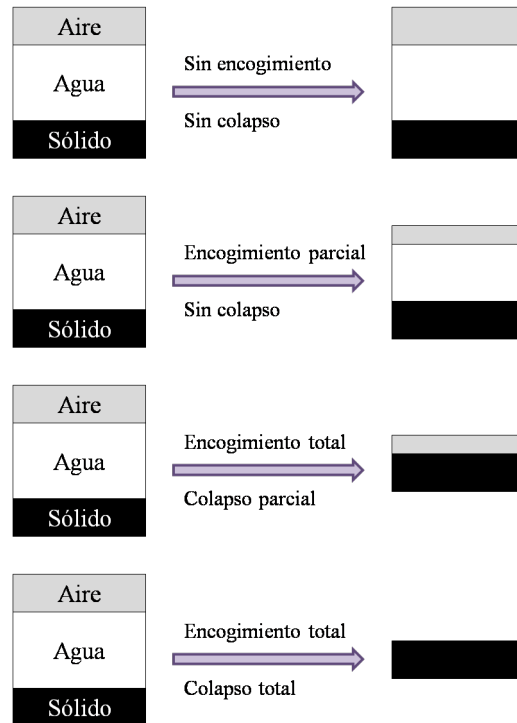 Aire
Agua
Sólido
Sin encogimiento
Sin colapso
Aire
Agua
Sólido
Encogimiento parcial
Sin colapso
Aire
Agua
Sólido
Encogimiento total
Colapso parcial
Aire
Agua
Sólido
Encogimiento total
Colapso total